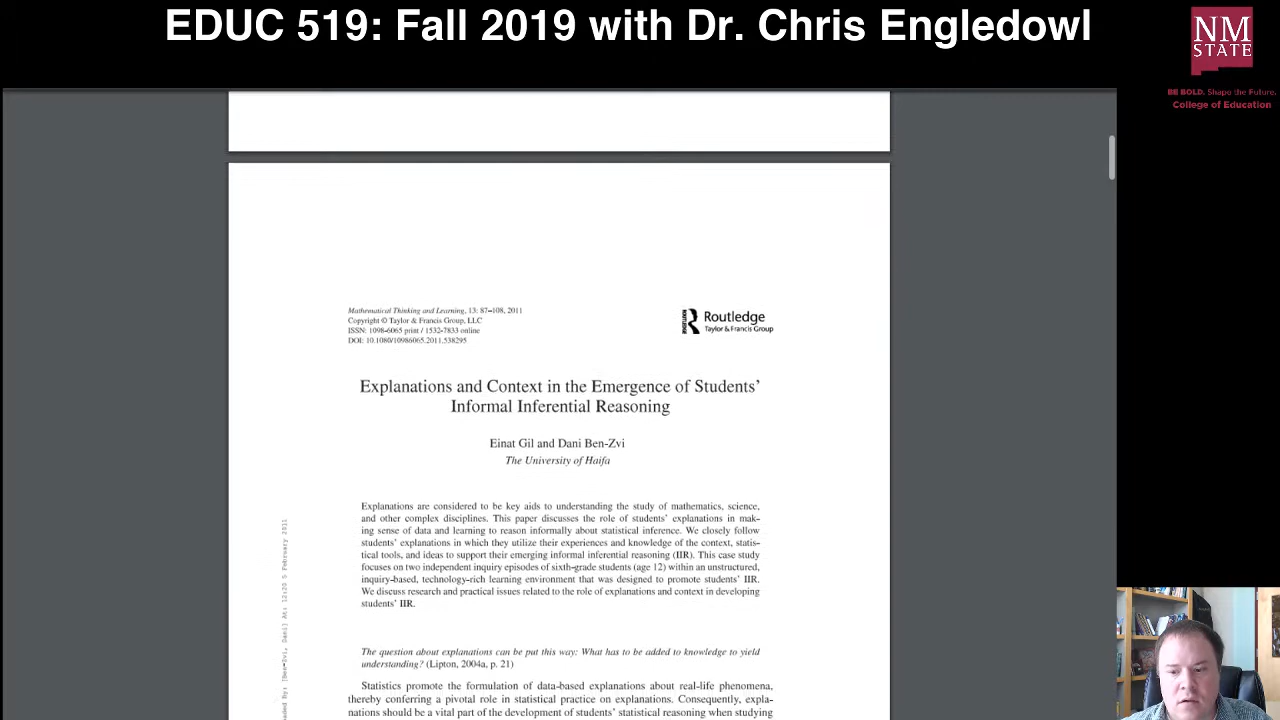 EDUC 519: Fall 2019 with Dr. Chris Engledowl
NM
STATE
BE BOLD. Shape the Future.
College of Education
Mathematical Thinking and Learning, 13: 87–108, 2011
Copyright © Taylor & Francis Group, LLC
ISSN: 1098-6065 print / 1532-7833 online
DOI: 10.1080/10986065.2011.538295
ROUTLEDGE
Routledge
Taylor & Francis Group
Explanations and Context in the Emergence of Students’
Informal Inferential Reasoning
Einat Gil and Dani Ben-Zvi
The University of Haifa
Explanations are considered to be key aids to understanding the study of mathematics, science,
and other complex disciplines. This paper discusses the role of students’ explanations in mak-
ing sense of data and learning to reason informally about statistical inference. We closely follow
students’ explanations in which they utilize their experiences and knowledge of the context, statis-
tical tools, and ideas to support their emerging informal inferential reasoning (IIR). This case study
focuses on two independent inquiry episodes of sixth-grade students (age 12) within an unstructured,
inquiry-based, technology-rich learning environment that was designed to promote students’ IIR.
We discuss research and practical issues related to the role of explanations and context in developing
students’ IIR.
The question about explanations can be put this way: What has to be added to knowledge to yield
understanding? (Lipton, 2004a, p. 21)
Statistics promote the formulation of data-based explanations about real-life phenomena,
thereby conferring a pivotal role in statistical practice on explanations. Consequently, expla-
nations should be a vital part of the development of students’ statistical reasoning when studying
aded By: [Ben-Zvi, Dani] At: 12:20 5 February 2011